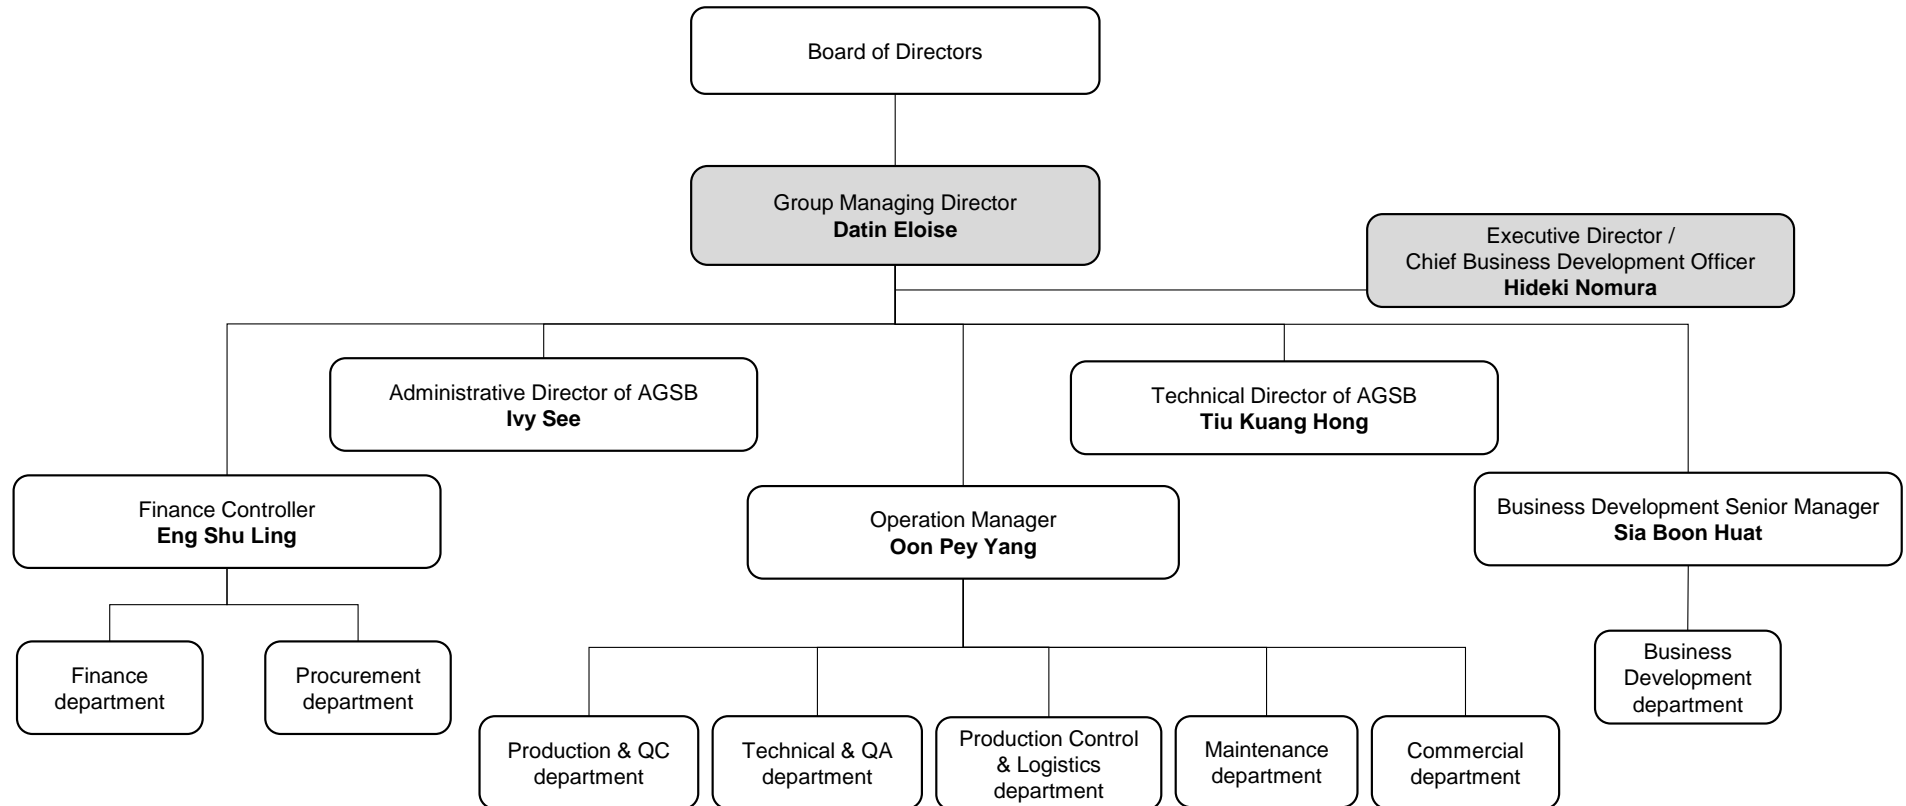 Board of Directors
Group Managing Director
Datin Eloise
Executive Director /
Chief Business Development Officer
Hideki Nomura
Administrative Director of AGSB
Ivy See
Technical Director of AGSB
Tiu Kuang Hong
Finance Controller
Eng Shu Ling
Operation Manager
Oon Pey Yang
Business Development Senior Manager
Sia Boon Huat
Finance
department
Procurement
department
Production & QC
department
Technical & QA
department
Production Control
& Logistics
department
Maintenance
department
Commercial
department
Business
Development
department